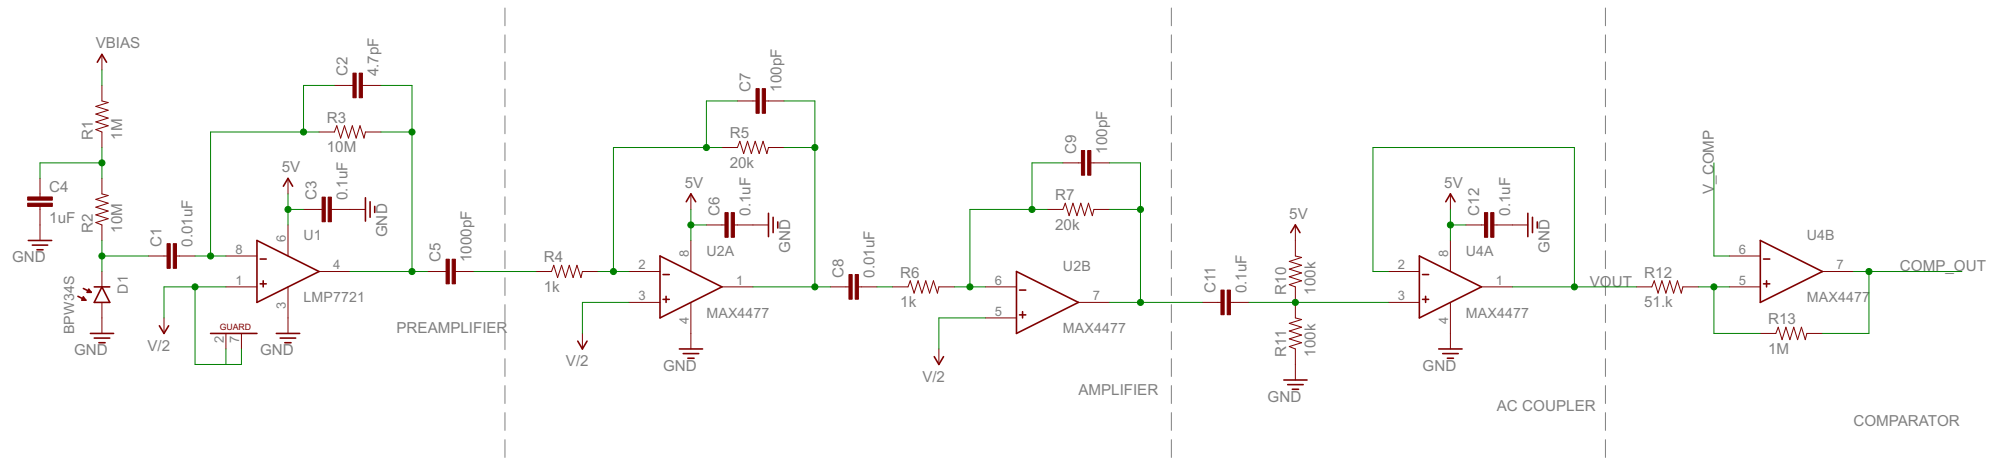 VBIAS
R1
1M
C4
1uF
GND
R2
10M
C1
0.01uF
BPW34S
D1
GND
V/2
GUARD
2
7
C2
4.7pF
R3
10M
5V
C3
0.1uF
GND
U1
6
8
1
4
3
LMP7721
GND
PREAMPLIFIER
C5
1000pF
R4
1k
V/2
C7
100pF
R5
20k
5V
C6
0.1uF
GND
U2A
8
2
3
1
4
MAX4477
GND
C8
0.01uF
R6
1k
V/2
C9
100pF
R7
20k
U2B
6
5
7
MAX4477
AMPLIFIER
C11
0.1uF
5V
R10
100k
R11
100k
GND
5V
C12
0.1uF
GND
U4A
8
2
3
1
4
MAX4477
GND
AC COUPLER
VOUT
R12
51.k
V_COMP
U4B
6
5
7
MAX4477
COMP_OUT
R13
1M
COMPARATOR